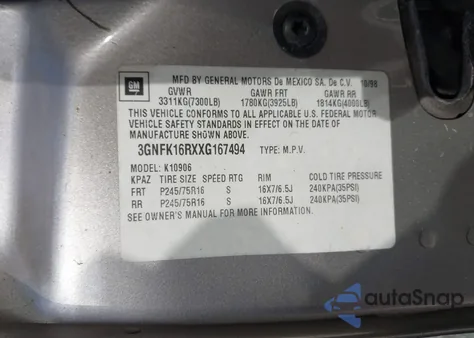 GM
MFD BY GENERAL MOTORS De MEXICO SA. De C.V. 10/98
GVWR GAWR FRT GAWR RR
3311KG(7300LB) 1780KG(3925LB) 1814KG(4000LB)
THIS VEHICLE CONFORMS TO ALL APPLICABLE U.S. FEDERAL MOTOR
VEHICLE SAFETY STANDARDS IN EFFECT ON THE DATE OF
MANUFACTURE SHOWN ABOVE.
3GNFK16RXXG167494 TYPE: M.P.V.
MODEL: K10906
KPAZ TIRE SIZE SPEED RTG RIM COLD TIRE PRESSURE
FRT P245/75R16 S 16X7/6.5J 240KPA(35PSI)
RR P245/75R16 S 16X7/6.5J 240KPA(35PSI)
SEE OWNER'S MANUAL FOR MORE INFORMATION.
autoSnap